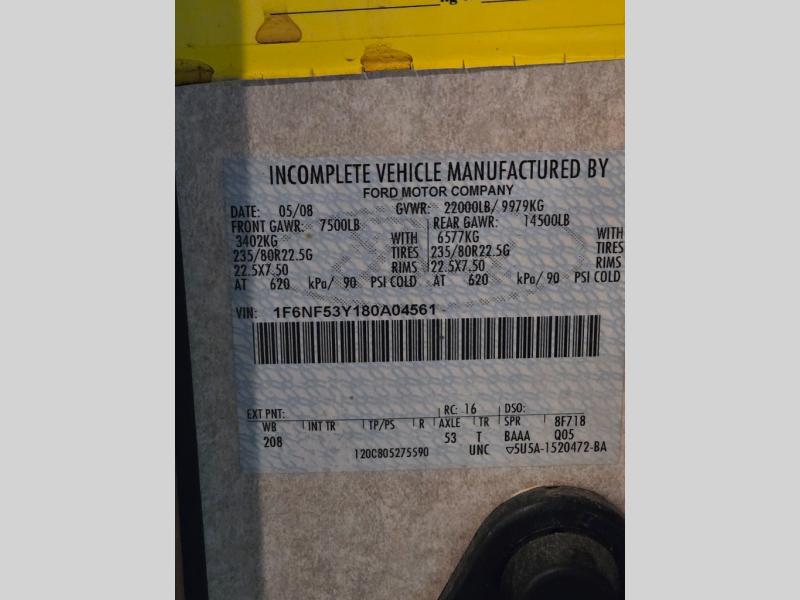 INCOMPLETE VEHICLE MANUFACTURED BY
FORD MOTOR COMPANY
DATE: 05/08 GVWR: 22000LB/ 9979KG
FRONT GAWR: 7500LB REAR GAWR: 14500LB
3402KG WITH 6577KG WITH
235/80R22.5G TIRES 235/80R22.5G TIRES
22.5X7.50 RIMS 22.5X7.50 RIMS
AT 620 kPa/ 90 PSI COLD AT 620 kPa/ 90 PSI COLD
VIN: 1F6NF53Y180A04561
EXT PNT: RC: 16 DSO:
WB INT TR TP/PS R AXLE TR SPR 8F718
208 53 T BAAA Q05
120C805275590 UNC ▽5U5A-1520472-BA